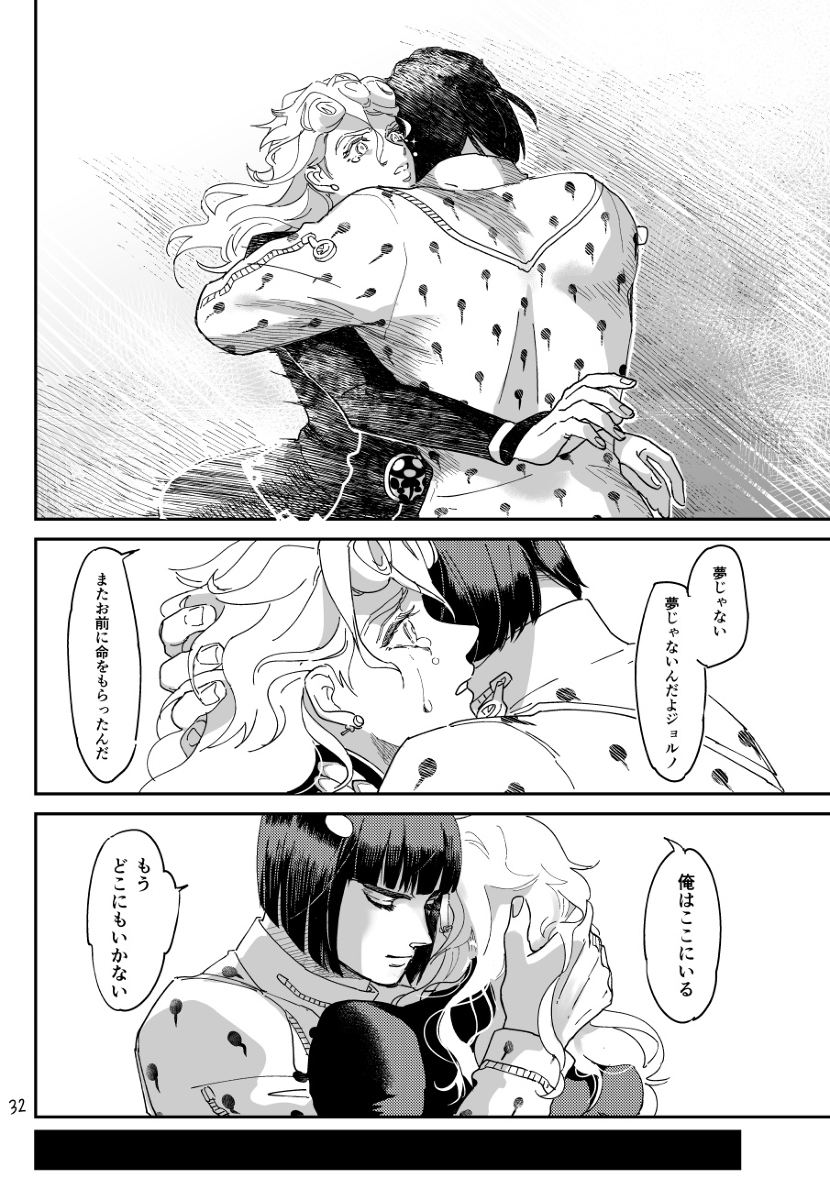 夢じゃない
夢じゃないんだよジョルノ
またお前に命をもらったんだ
俺はここにいる
もう
どこにもいかない
32